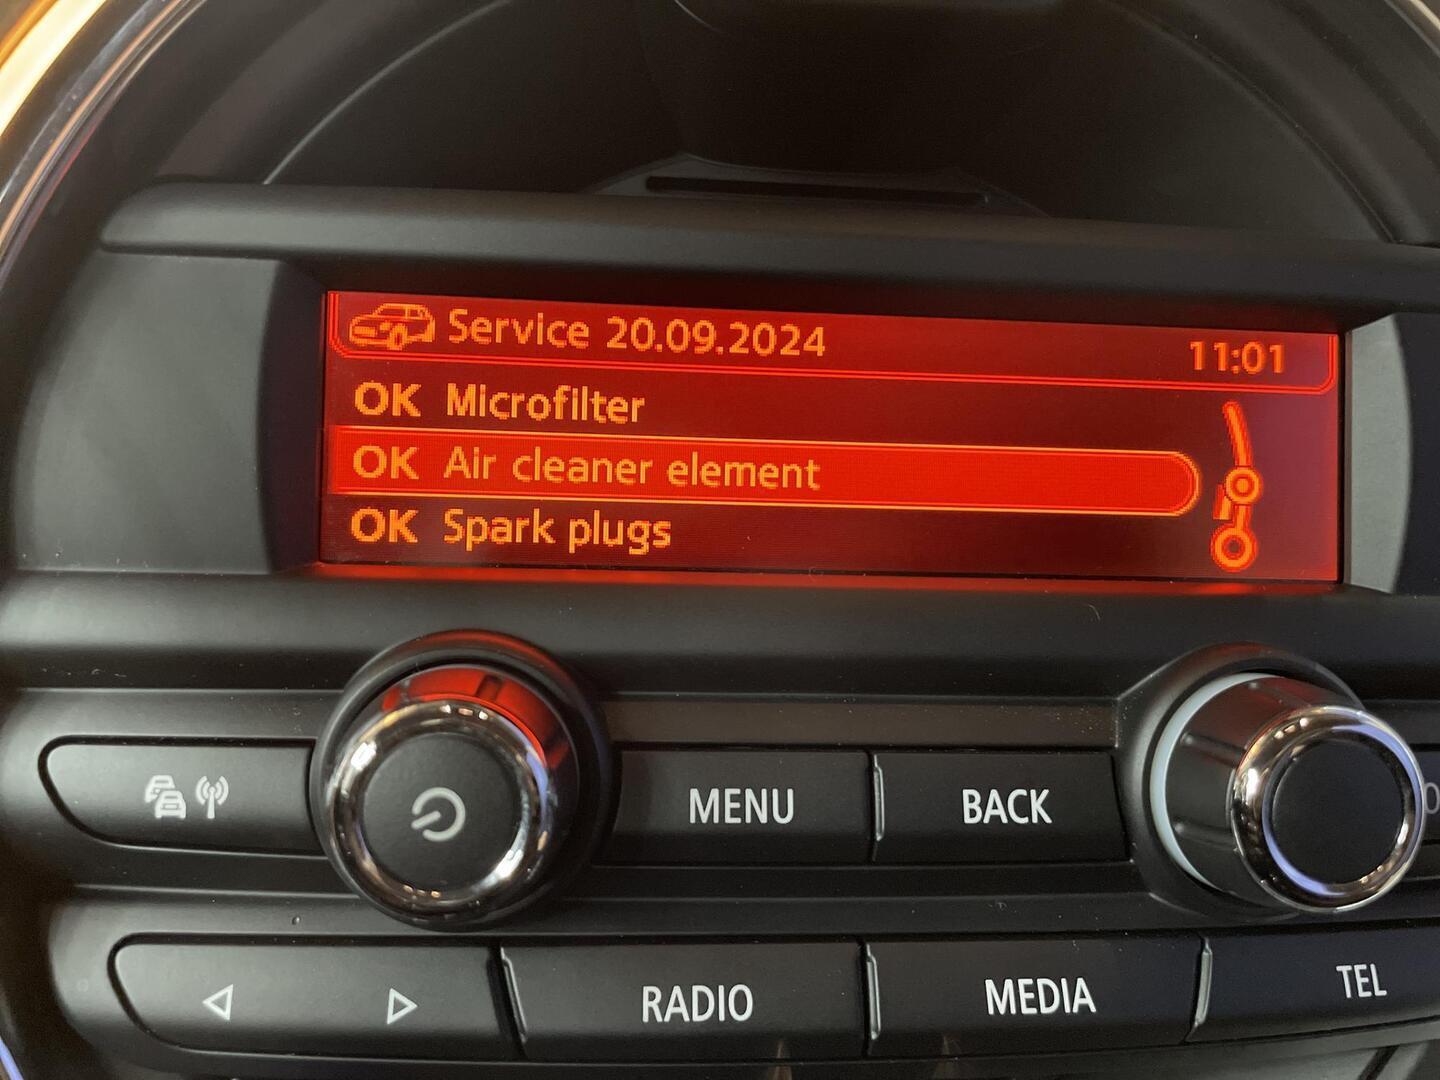 Service 20.09.2024 11:01
OK Microfilter
OK Air cleaner element
OK Spark plugs
MENU BACK
RADIO MEDIA TEL